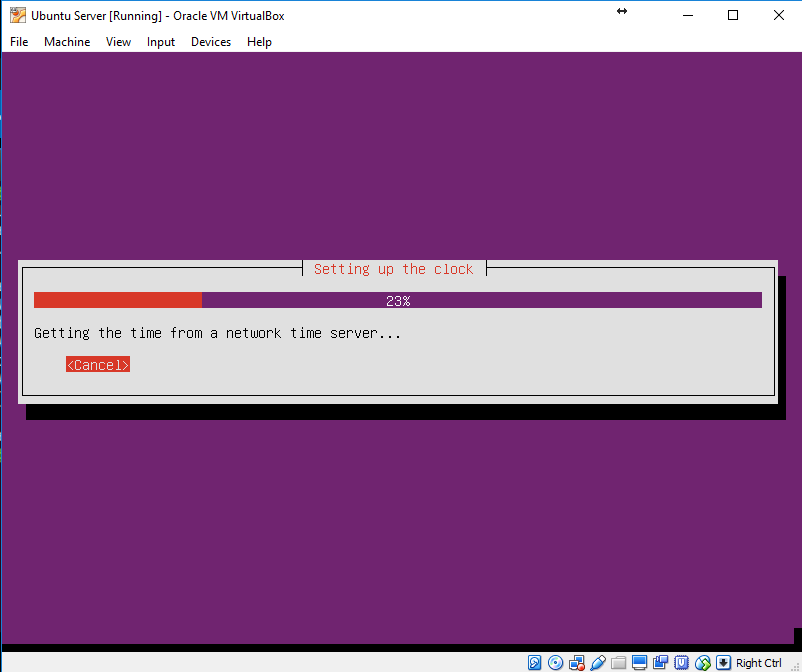 Ubuntu Server [Running] - Oracle VM VirtualBox
File Machine View Input Devices Help
Setting up the clock
23%
Getting the time from a network time server...
<Cancel>
Right Ctrl